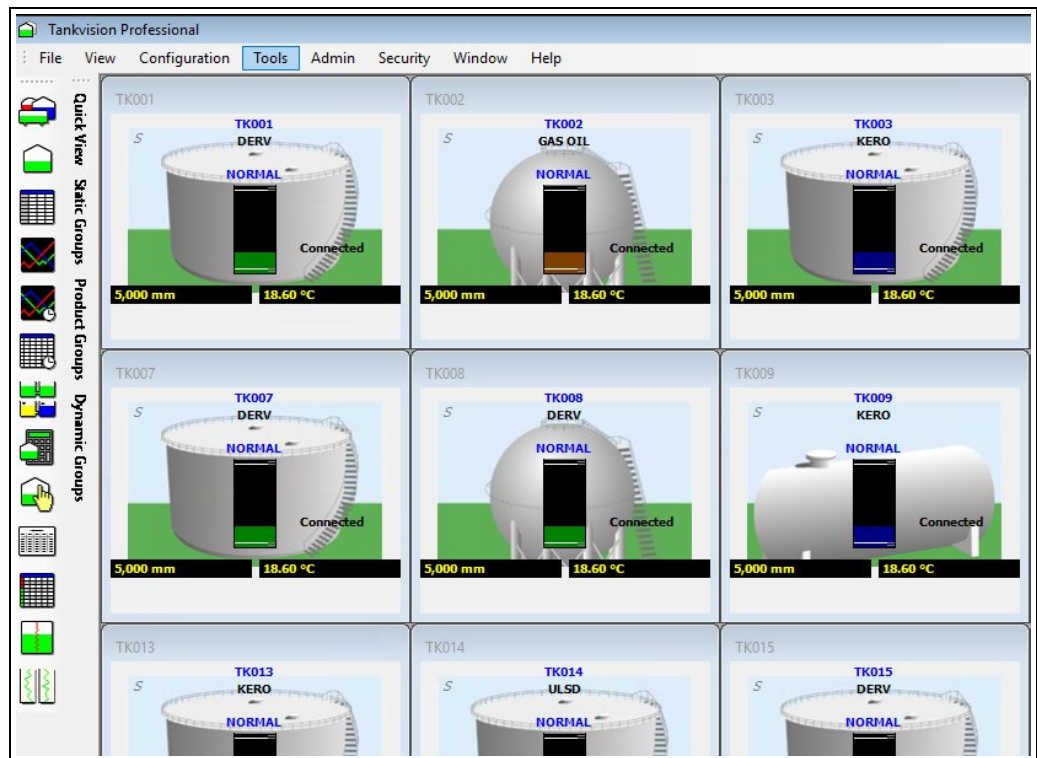 Tankvision Professional
File View Configuration Tools Admin Security Window Help
Quick View
Static Groups
Product Groups
Dynamic Groups
TK001
S
TK001
DERV
NORMAL
Connected
5,000 mm 18.60 °C
TK002
S
TK002
GAS OIL
NORMAL
Connected
5,000 mm 18.60 °C
TK003
S
TK003
KERO
NORMAL
Connected
5,000 mm 18.60 °C
TK007
S
TK007
DERV
NORMAL
Connected
5,000 mm 18.60 °C
TK008
S
TK008
DERV
NORMAL
Connected
5,000 mm 18.60 °C
TK009
S
TK009
KERO
NORMAL
Connected
5,000 mm 18.60 °C
TK013
S
TK013
KERO
NORMAL
TK014
S
TK014
ULSD
NORMAL
TK015
S
TK015
DERV
NORMAL